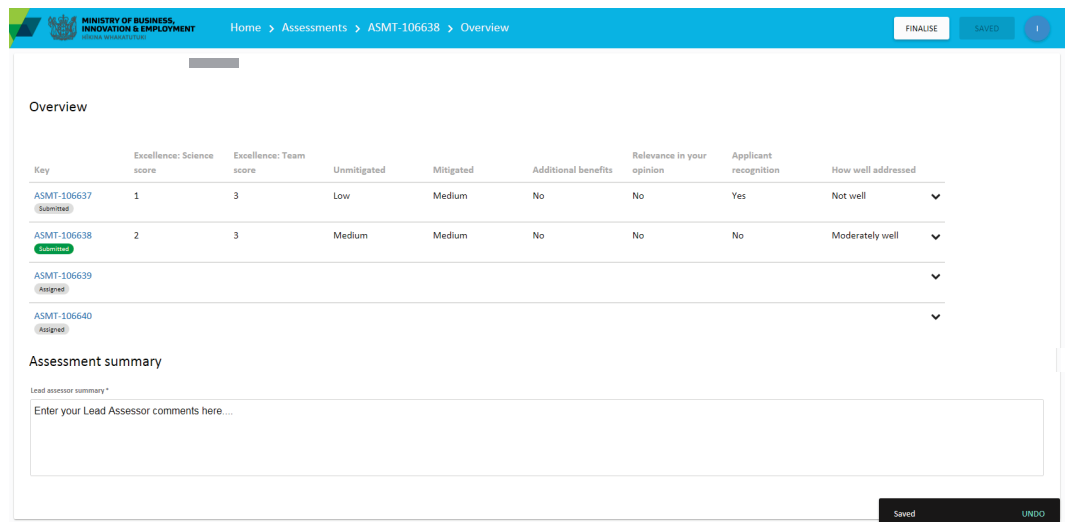 MINISTRY OF BUSINESS,
INNOVATION & EMPLOYMENT
HĪKINA WHAKATUTUKI
Home > Assessments > ASMT-106638 > Overview
FINALISE
SAVED
I
Overview
Key Excellence: Science score Excellence: Team score Unmitigated Mitigated Additional benefits Relevance in your opinion Applicant recognition How well addressed
ASMT-106637 1 3 Low Medium No No Yes Not well
Submitted
ASMT-106638 2 3 Medium Medium No No No Moderately well
Submitted
ASMT-106639
Assigned
ASMT-106640
Assigned
Assessment summary
Lead assessor summary *
Enter your Lead Assessor comments here....
Saved UNDO